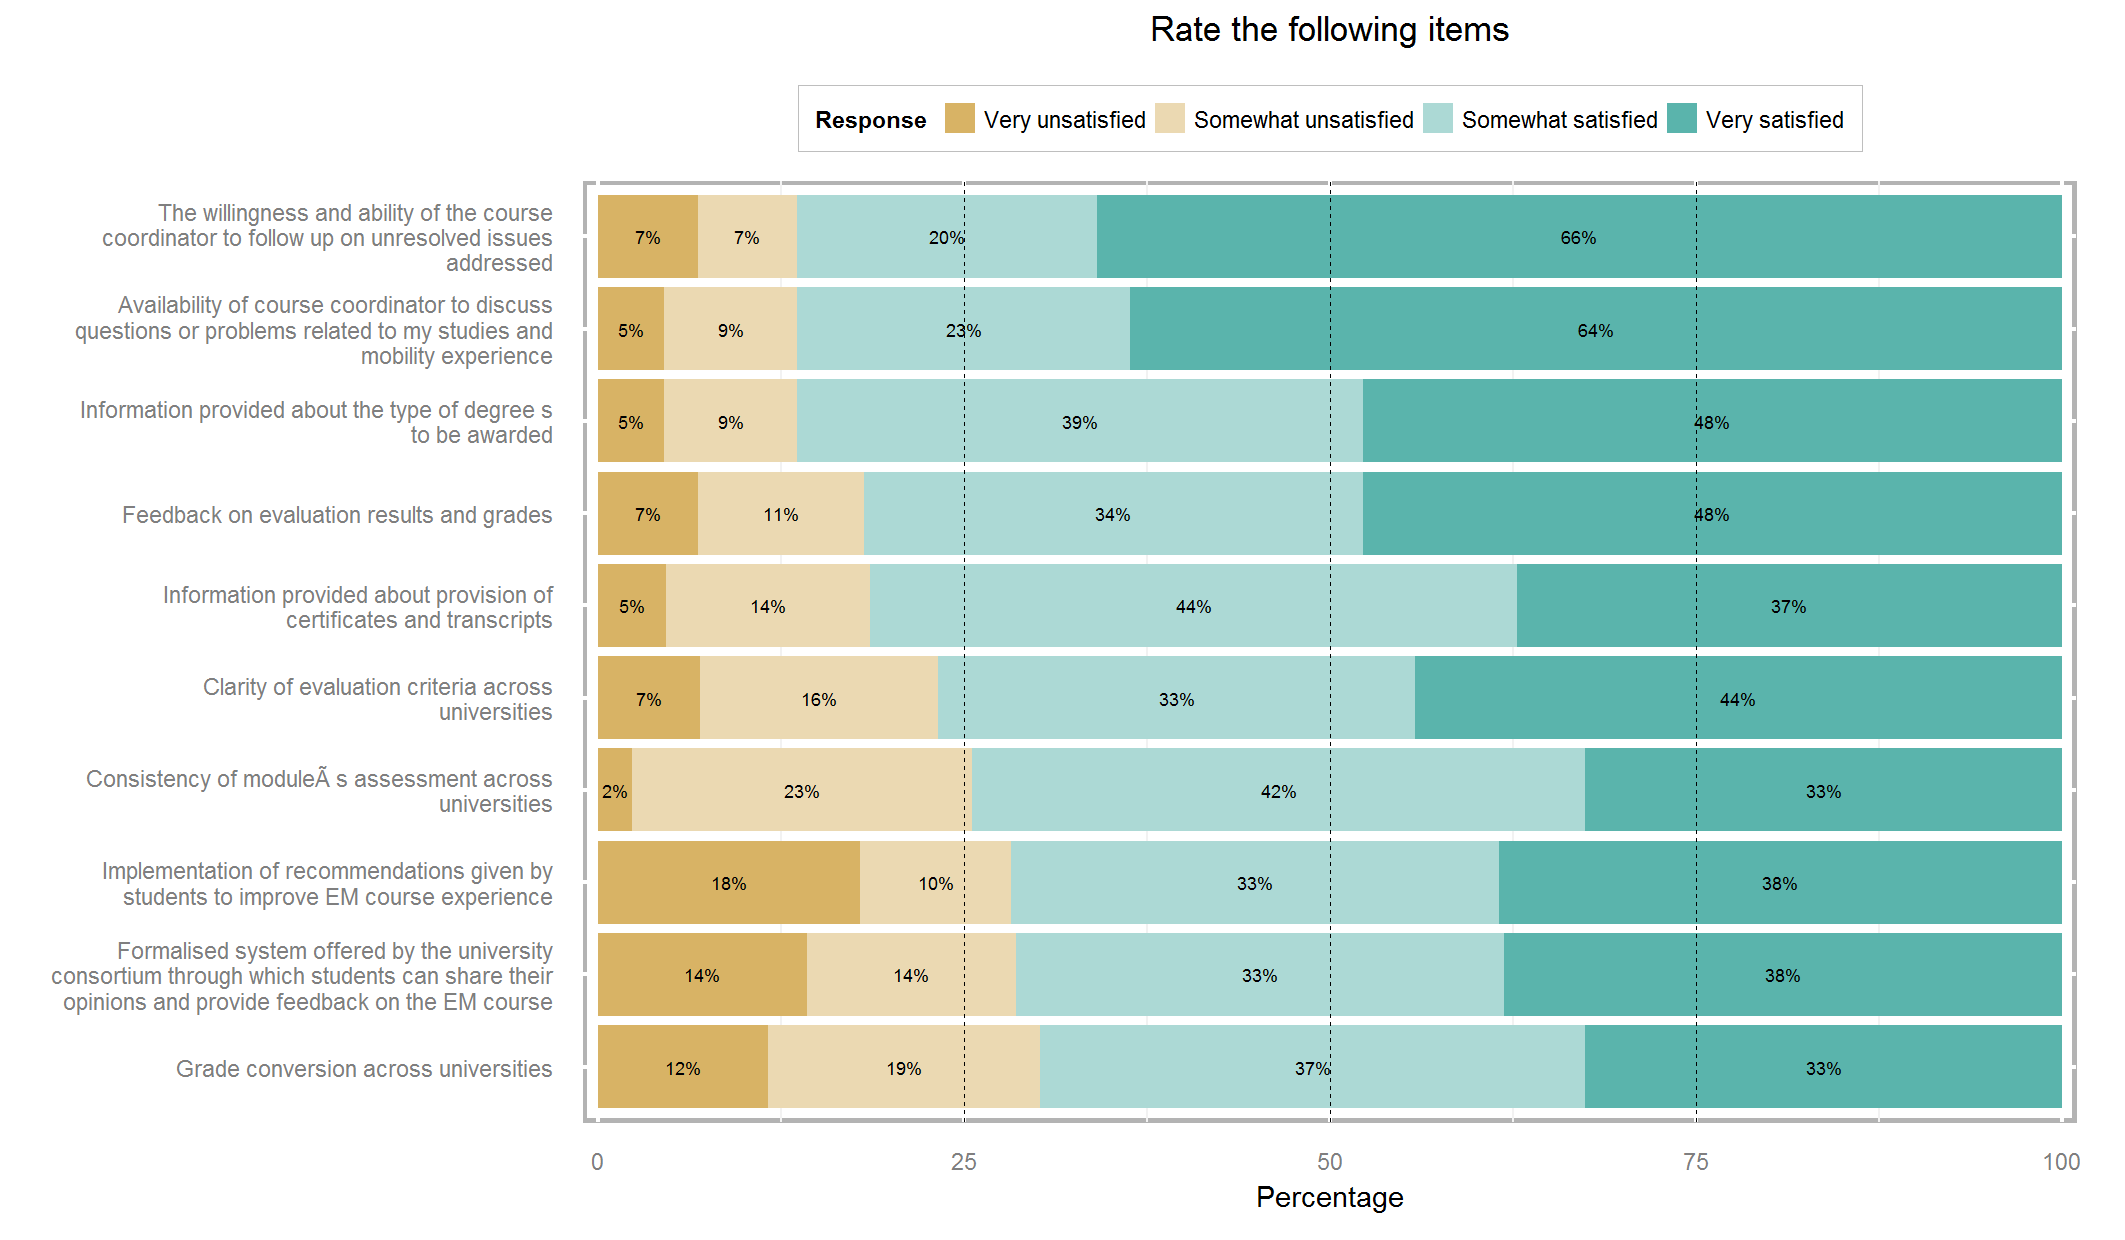 Rate the following items
Response Very unsatisfied Somewhat unsatisfied Somewhat satisfied Very satisfied
The willingness and ability of the course
coordinator to follow up on unresolved issues
addressed
7% 7% 20% 66%
Availability of course coordinator to discuss
questions or problems related to my studies and
mobility experience
5% 9% 23% 64%
Information provided about the type of degree s
to be awarded
5% 9% 39% 48%
Feedback on evaluation results and grades
7% 11% 34% 48%
Information provided about provision of
certificates and transcripts
5% 14% 44% 37%
Clarity of evaluation criteria across
universities
7% 16% 33% 44%
Consistency of moduleÃ s assessment across
universities
2% 23% 42% 33%
Implementation of recommendations given by
students to improve EM course experience
18% 10% 33% 38%
Formalised system offered by the university
consortium through which students can share their
opinions and provide feedback on the EM course
14% 14% 33% 38%
Grade conversion across universities
12% 19% 37% 33%
0 25 50 75 100
Percentage